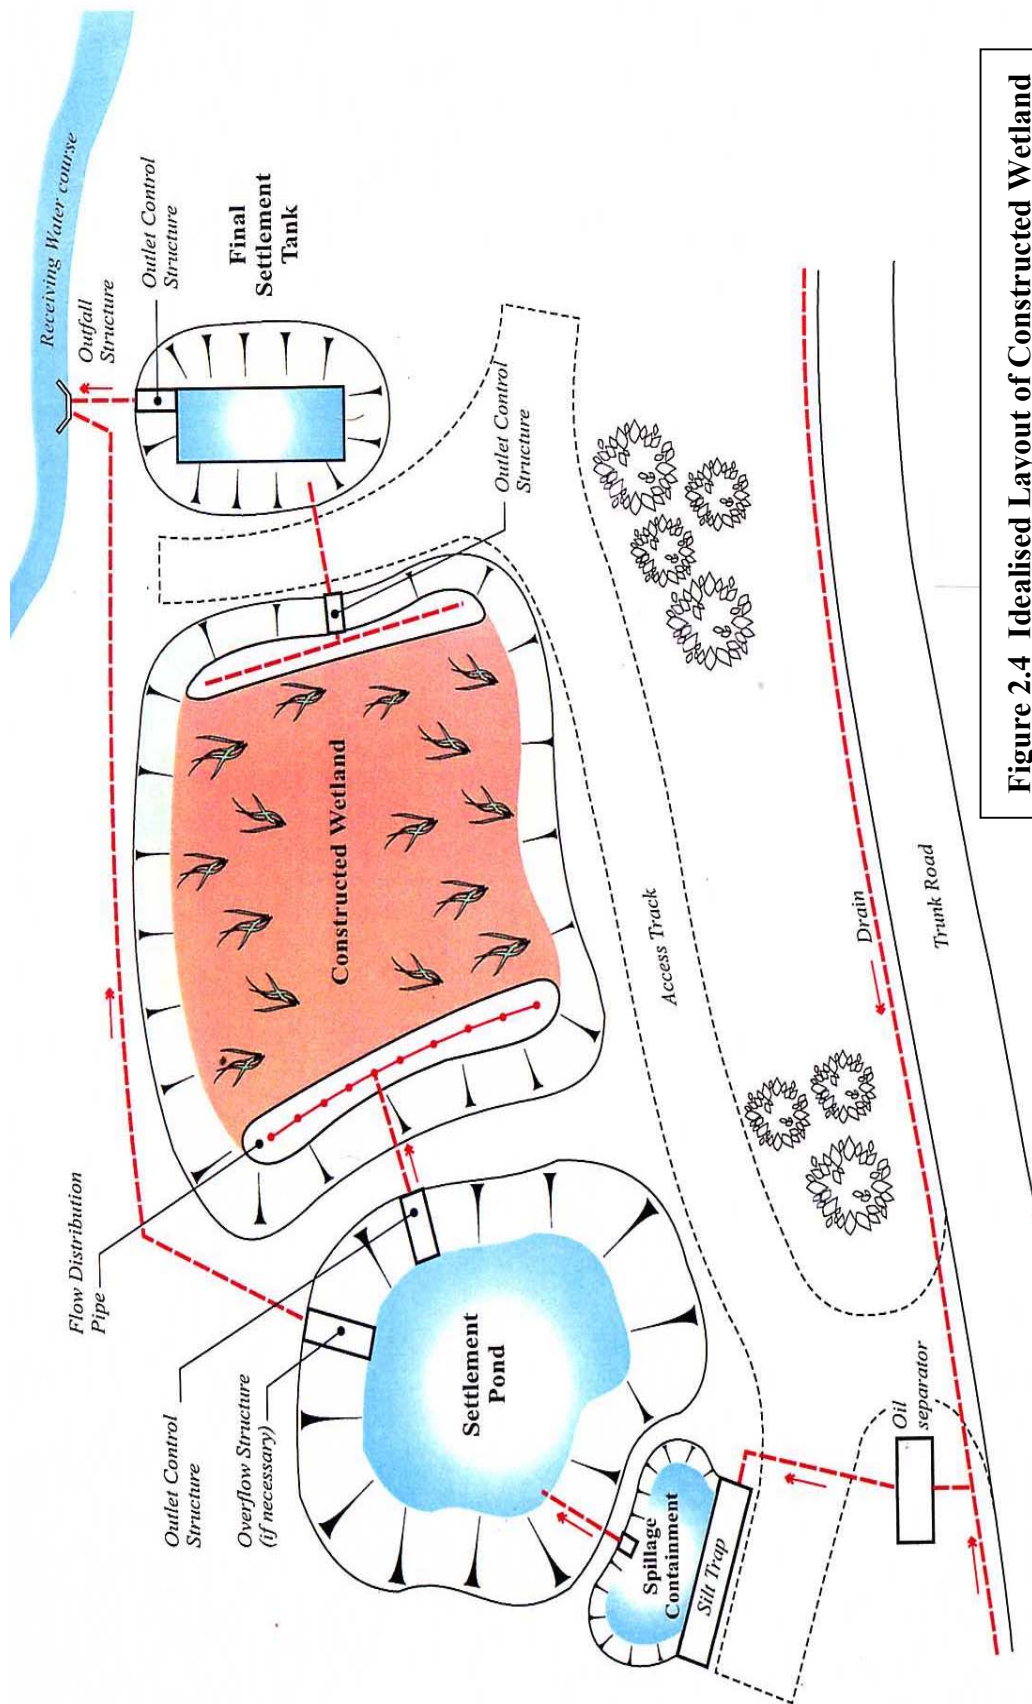 Receiving Water course
Outfall
Structure
Outlet Control
Structure
Final
Settlement
Tank
Outlet Control
Structure
Constructed Wetland
Flow Distribution
Pipe
Outlet Control
Structure
Overflow Structure
(if necessary)
Settlement
Pond
Spillage
Containment
Silt Trap
Access Track
Oil
separator
Drain
Trunk Road
Figure 2.4 Idealised Layout of Constructed Wetland